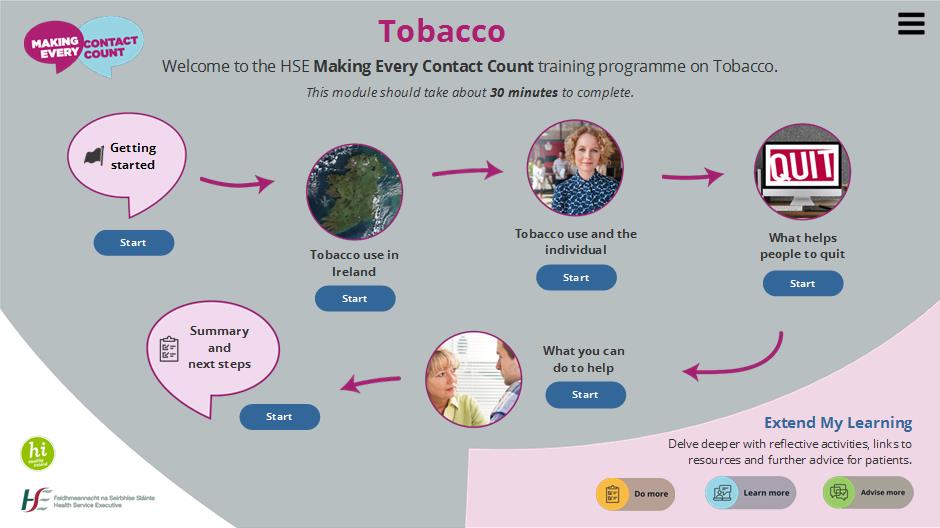 MAKING
EVERY
CONTACT
COUNT
Tobacco
Welcome to the HSE Making Every Contact Count training programme on Tobacco.
This module should take about 30 minutes to complete.
Getting
started
Start
Tobacco use in
Ireland
Start
Tobacco use and the
individual
Start
QUIT
What helps
people to quit
Start
What you can
do to help
Start
Summary
and
next steps
Start
Extend My Learning
Delve deeper with reflective activities, links to
resources and further advice for patients.
Do more
Learn more
Advise more
hi
Healthy Ireland
Feidhmeannacht na Seirbhíse Sláinte
Health Service Executive